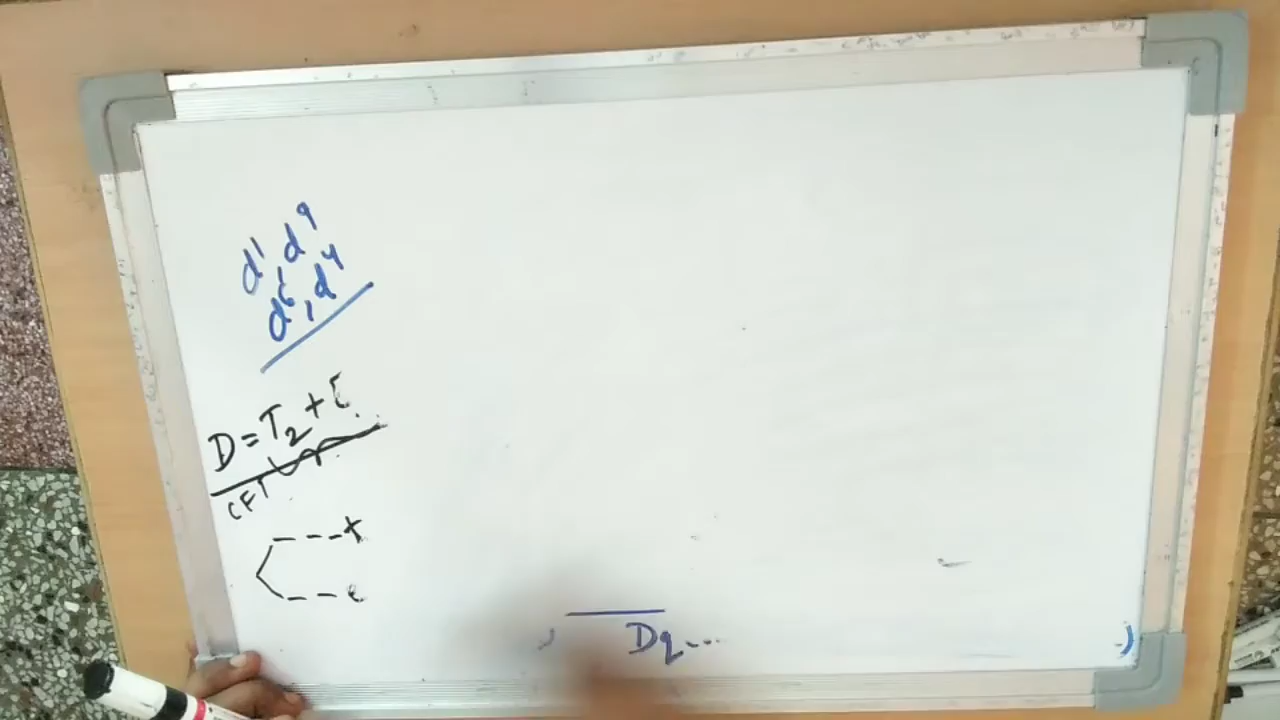 d¹, d⁹
d⁶, d⁴
D = T₂ + E
CFT
--- t
-- e
Dq...